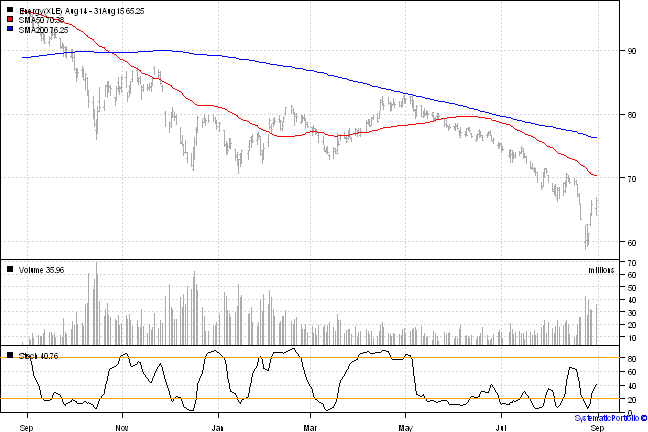 Energy(XLE) Aug14 - 31Aug15 65.25
SMA50 70.38
SMA200 76.25
90
80
70
60
Volume 35.96
millions
70
60
50
40
30
20
10
Stoch 40.76
80
60
40
20
0
Sep Nov Jan Mar May Jul Sep
SystematicPortfolio ©